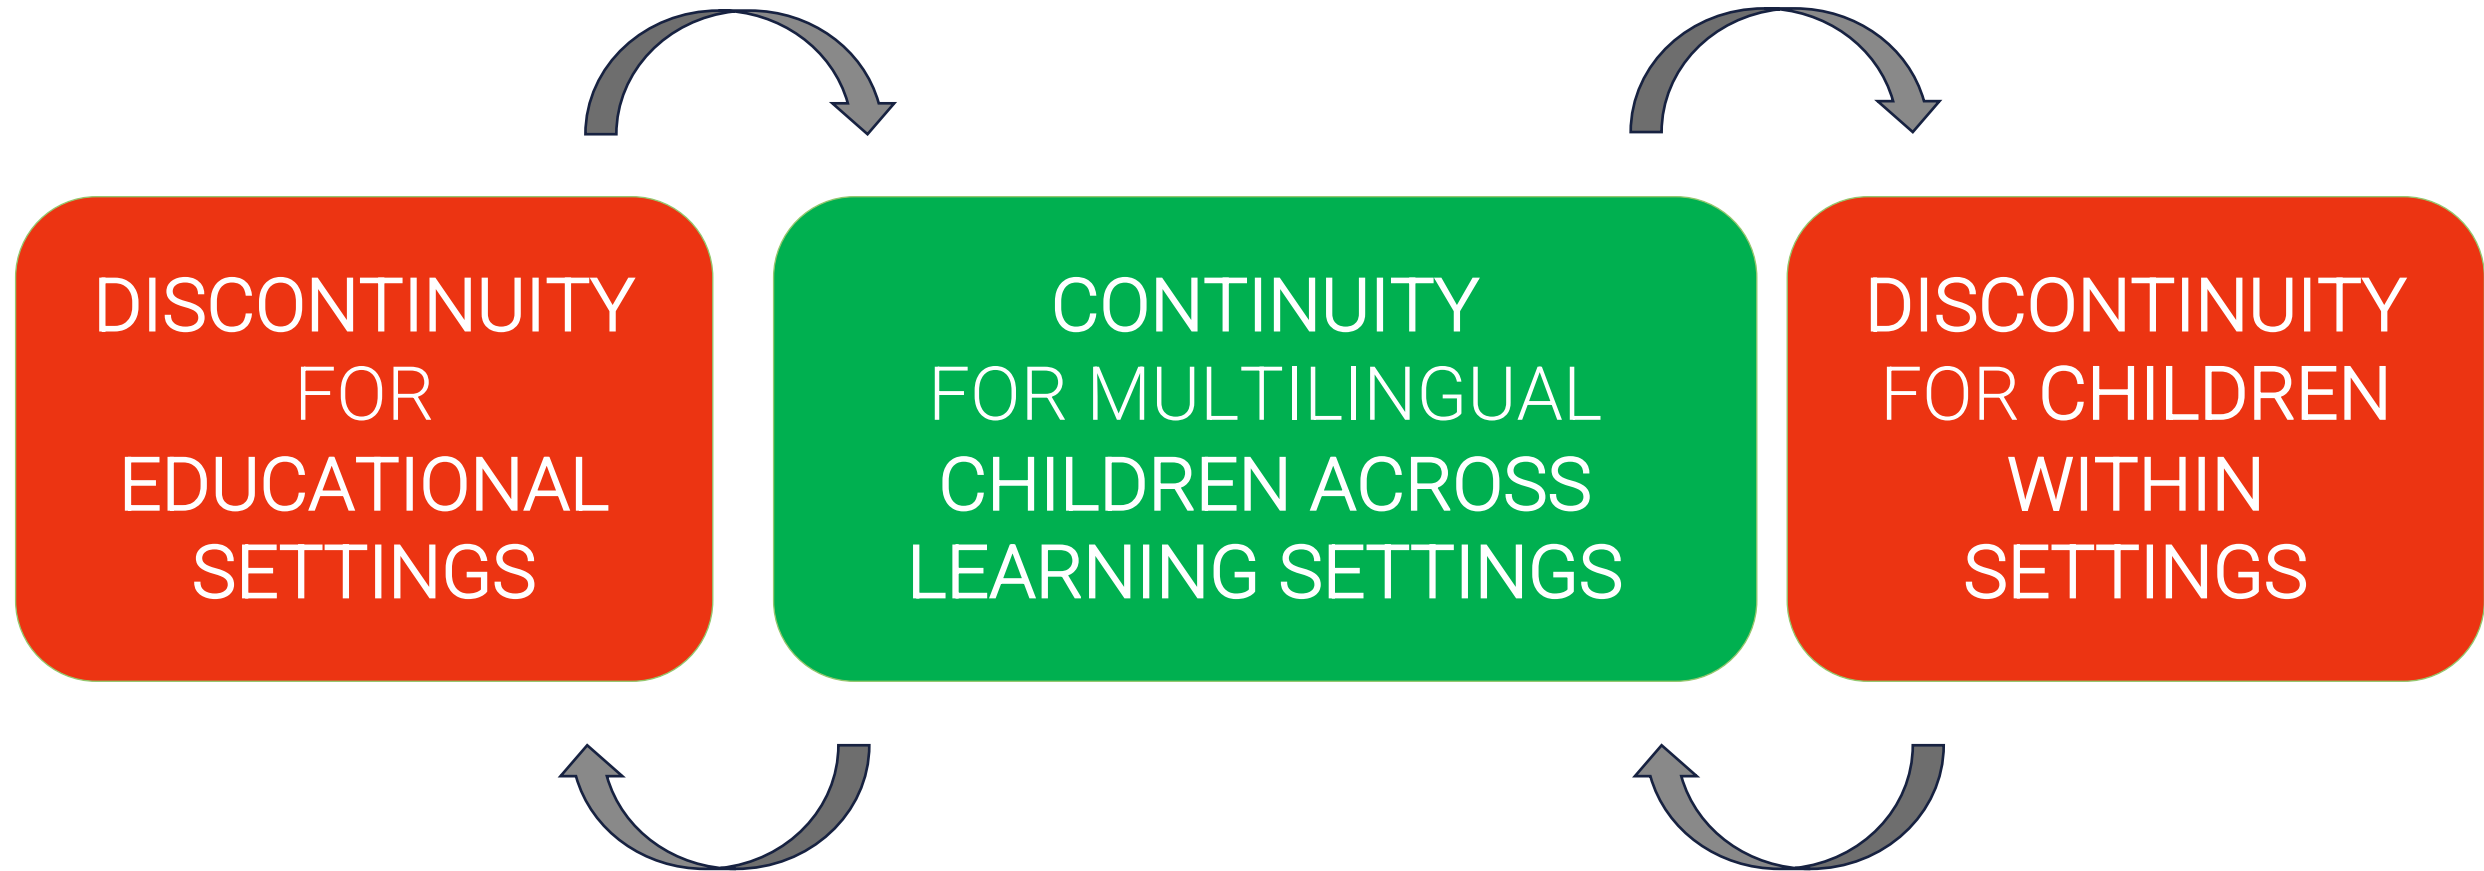 DISCONTINUITY
FOR
EDUCATIONAL
SETTINGS
CONTINUITY
FOR MULTILINGUAL
CHILDREN ACROSS
LEARNING SETTINGS
DISCONTINUITY
FOR CHILDREN
WITHIN
SETTINGS